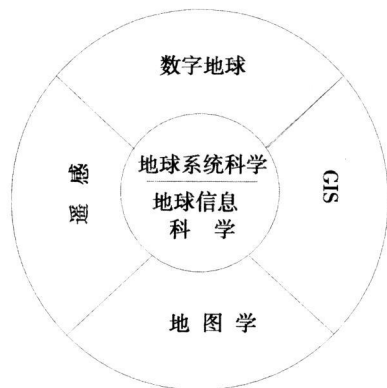 数字地球
遥感
地球系统科学
地球信息
科 学
GIS
地 图 学